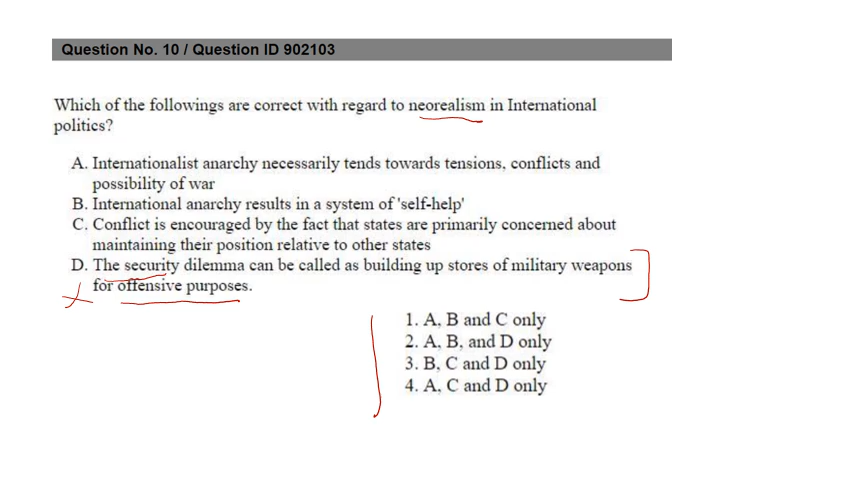 Question No. 10 / Question ID 902103
Which of the followings are correct with regard to neorealism in International
politics?
A. Internationalist anarchy necessarily tends towards tensions, conflicts and
possibility of war
B. International anarchy results in a system of 'self-help'
C. Conflict is encouraged by the fact that states are primarily concerned about
maintaining their position relative to other states
D. The security dilemma can be called as building up stores of military weapons
for offensive purposes.
1. A, B and C only
2. A, B, and D only
3. B, C and D only
4. A, C and D only